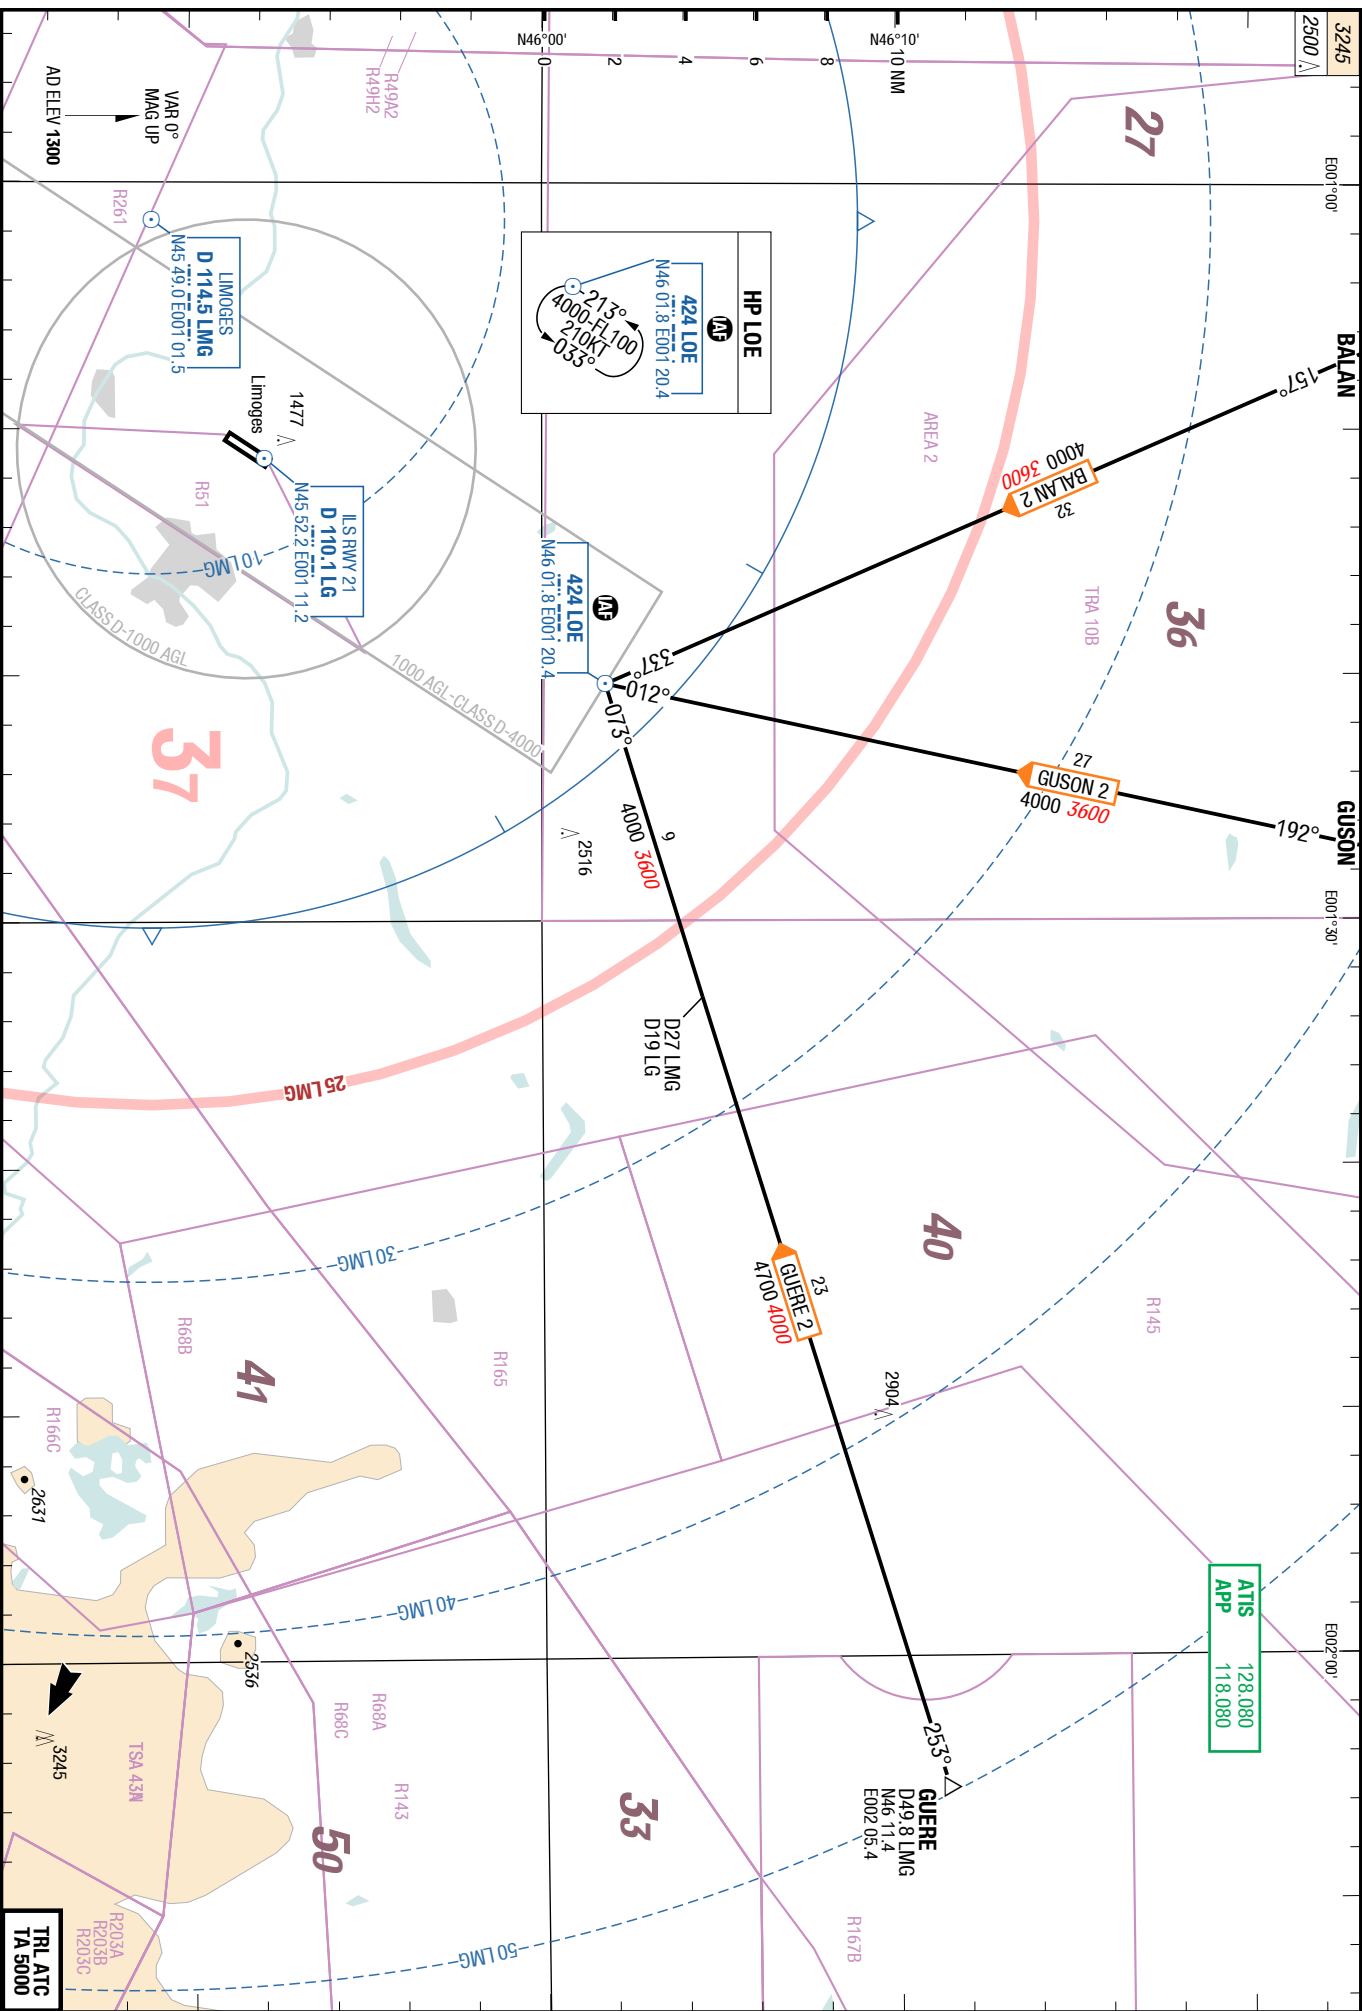 3245
2500
E001°00'
BALAN
157°
GUSON
192°
E001°30'
E002°00'
27
36
40
33
41
50
37
N46°10'
10 NM
8
6
4
2
0
N46°00'
R49A2
R49H2
VAR 0°
MAG UP
AD ELEV 1300
R261
LIMOGES
D 114.5 LMG
N45 49.0 E001 01.5
HP LOE
IAF
424 LOE
N46 01.8 E001 20.4
213°
4000-FL100
210KT
033°
AREA 2
TRA 10B
32
BALAN 2
4000 3600
27
GUSON 2
4000 3600
1477
Limoges
ILS RWY 21
D 110.1 LG
N45 52.2 E001 11.2
R51
10 LMG
CLASS D-1000 AGL
1000 AGL-CLASS D-4000
IAF
424 LOE
N46 01.8 E001 20.4
337°
012°
073°
9
4000 3600
2516
D27 LMG
D19 LG
25 LMG
30 LMG
23
GUERE 2
4700 4000
R145
2904
R165
R68B
R166C
2631
40 LMG
2536
ATIS 128.080
APP 118.080
253°
GUERE
D49.8 LMG
N46 11.4
E002 05.4
R68A
R68C
R143
3245
R167B
50 LMG
R203A
R203B
R203C
TRL ATC
TA 5000